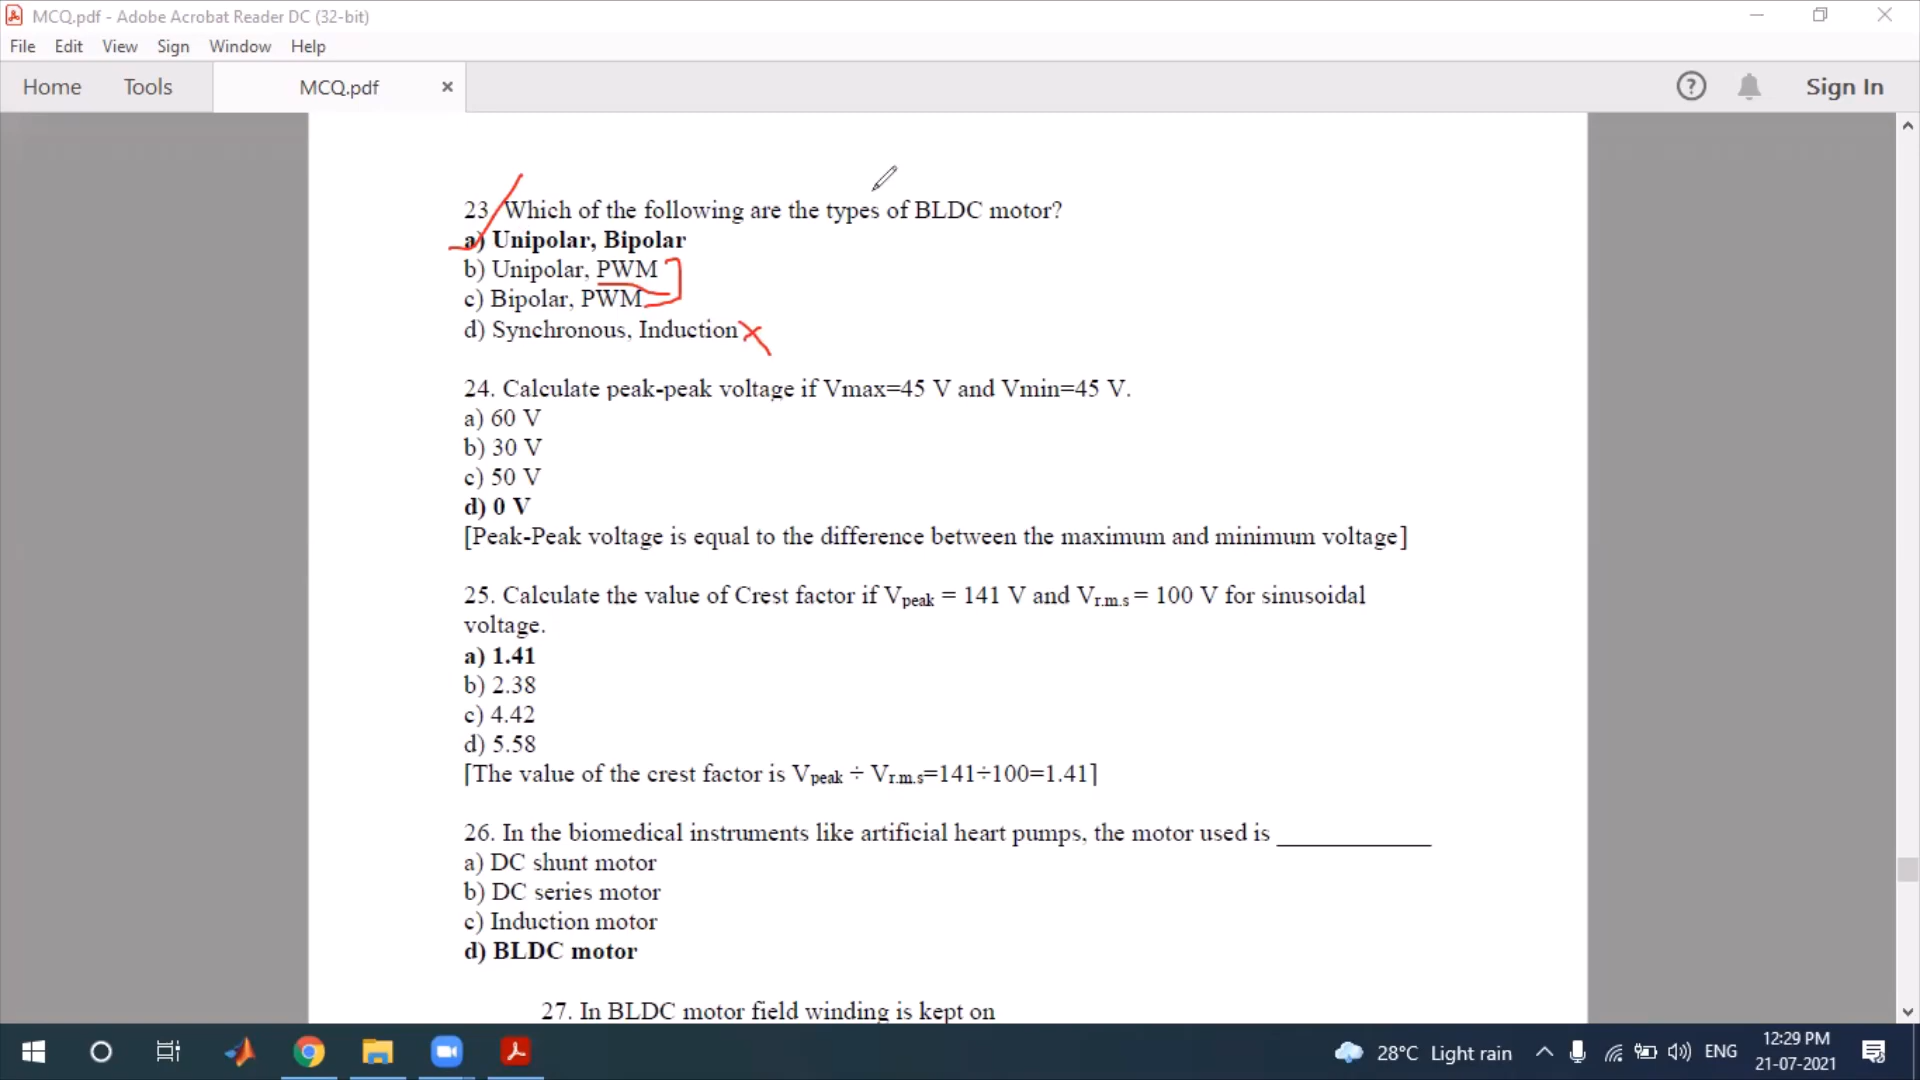 MCQ.pdf - Adobe Acrobat Reader DC (32-bit)
File Edit View Sign Window Help
Home Tools MCQ.pdf × ? Sign In
23. Which of the following are the types of BLDC motor?
a) Unipolar, Bipolar
b) Unipolar, PWM
c) Bipolar, PWM
d) Synchronous, Induction
24. Calculate peak-peak voltage if Vmax=45 V and Vmin=45 V.
a) 60 V
b) 30 V
c) 50 V
d) 0 V
[Peak-Peak voltage is equal to the difference between the maximum and minimum voltage]
25. Calculate the value of Crest factor if Vpeak = 141 V and Vr.m.s = 100 V for sinusoidal
voltage.
a) 1.41
b) 2.38
c) 4.42
d) 5.58
[The value of the crest factor is Vpeak ÷ Vr.m.s=141÷100=1.41]
26. In the biomedical instruments like artificial heart pumps, the motor used is ____________
a) DC shunt motor
b) DC series motor
c) Induction motor
d) BLDC motor
27. In BLDC motor field winding is kept on
28°C Light rain ENG 12:29 PM
21-07-2021